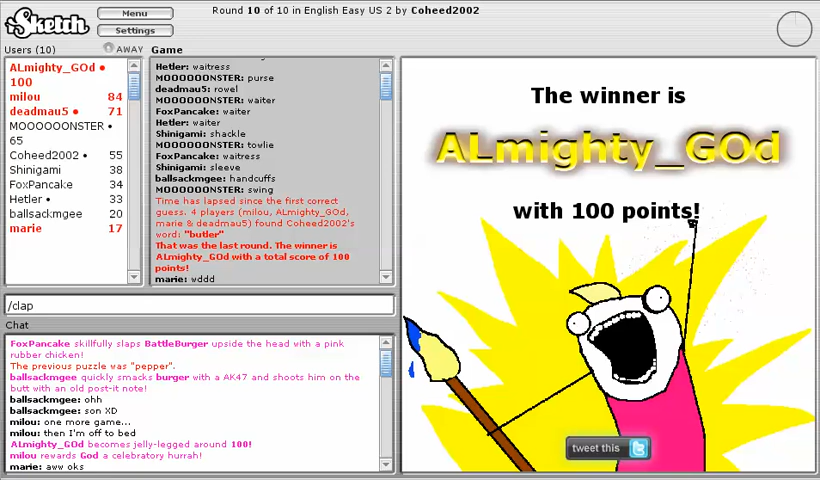 iSketch
Menu
Settings
Round 10 of 10 in English Easy US 2 by Coheed2002
Users (10)
AWAY
Game
ALmighty_GOd •
100
milou 84
deadmau5 • 71
MOOOOOONSTER •
65
Coheed2002 • 55
Shinigami 38
FoxPancake 34
Hetler • 33
ballsackmgee 20
marie 17
Hetler: waitress
MOOOOOONSTER: purse
deadmau5: rowel
MOOOOOONSTER: waiter
FoxPancake: waiter
Hetler: waiter
Shinigami: shackle
MOOOOOONSTER: towlie
FoxPancake: waitress
Shinigami: sleeve
ballsackmgee: handcuffs
MOOOOOONSTER: swing
Time has lapsed since the first correct
guess. 4 players (milou, ALmighty_GOd,
marie & deadmau5) found Coheed2002's
word: "butler"
That was the last round. The winner is
ALmighty_GOd with a total score of 100
points!
marie: wddd
/clap
Chat
FoxPancake skillfully slaps BattleBurger upside the head with a pink
rubber chicken!
The previous puzzle was "pepper".
ballsackmgee quickly smacks burger with a AK47 and shoots him on the
butt with an old post-it note!
ballsackmgee: ohh
ballsackmgee: son XD
milou: one more game...
milou: then I'm off to bed
ALmighty_GOd becomes jelly-legged around 100!
milou rewards God a celebratory hurrah!
marie: aww oks
The winner is
ALmighty_GOd
with 100 points!
tweet this